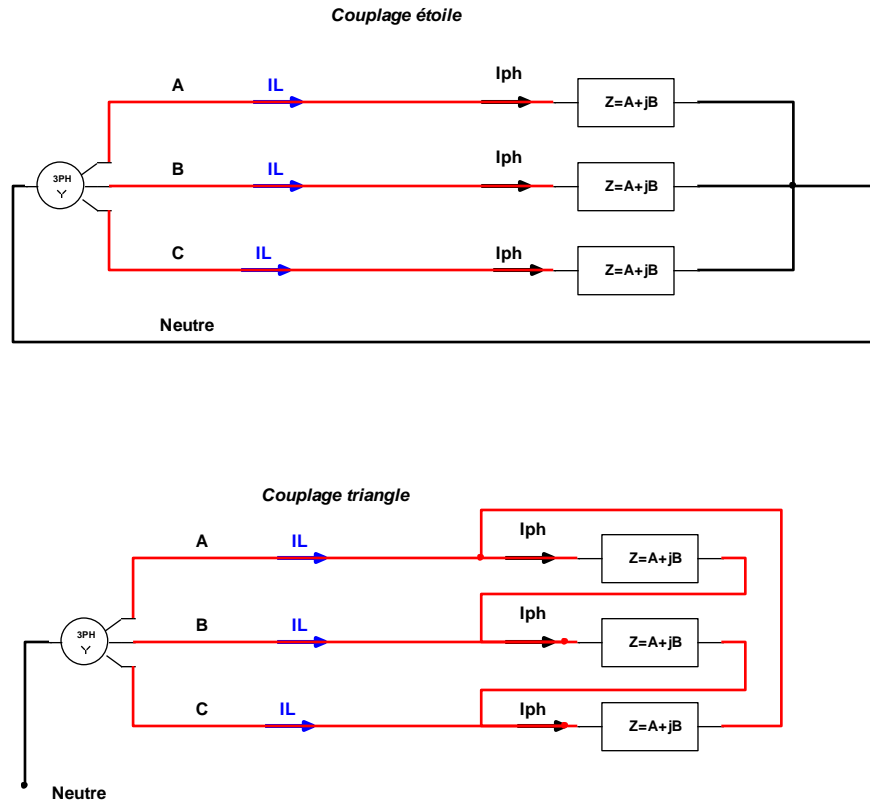 Couplage étoile
Iph
A IL Z=A+jB
Iph
3PH B IL Z=A+jB
Y
C IL Iph Z=A+jB
Neutre
Couplage triangle
A IL Iph Z=A+jB
Iph
3PH B IL Z=A+jB
Y
C IL Iph Z=A+jB
Neutre